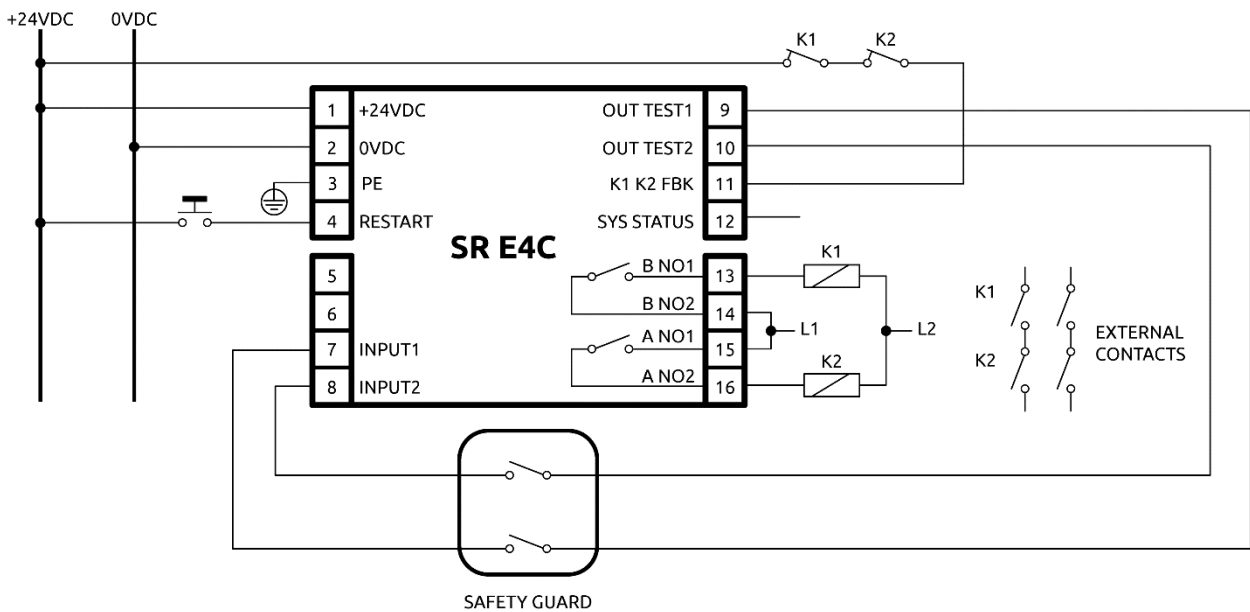 +24VDC 0VDC
K1 K2
1 +24VDC OUT TEST1 9
2 0VDC OUT TEST2 10
3 PE K1 K2 FBK 11
4 RESTART SYS STATUS 12
SR E4C
5 B NO1 13 K1
6 B NO2 14
L1 L2
7 INPUT1 A NO1 15
8 INPUT2 A NO2 16 K2
K1
K2
EXTERNAL
CONTACTS
SAFETY GUARD